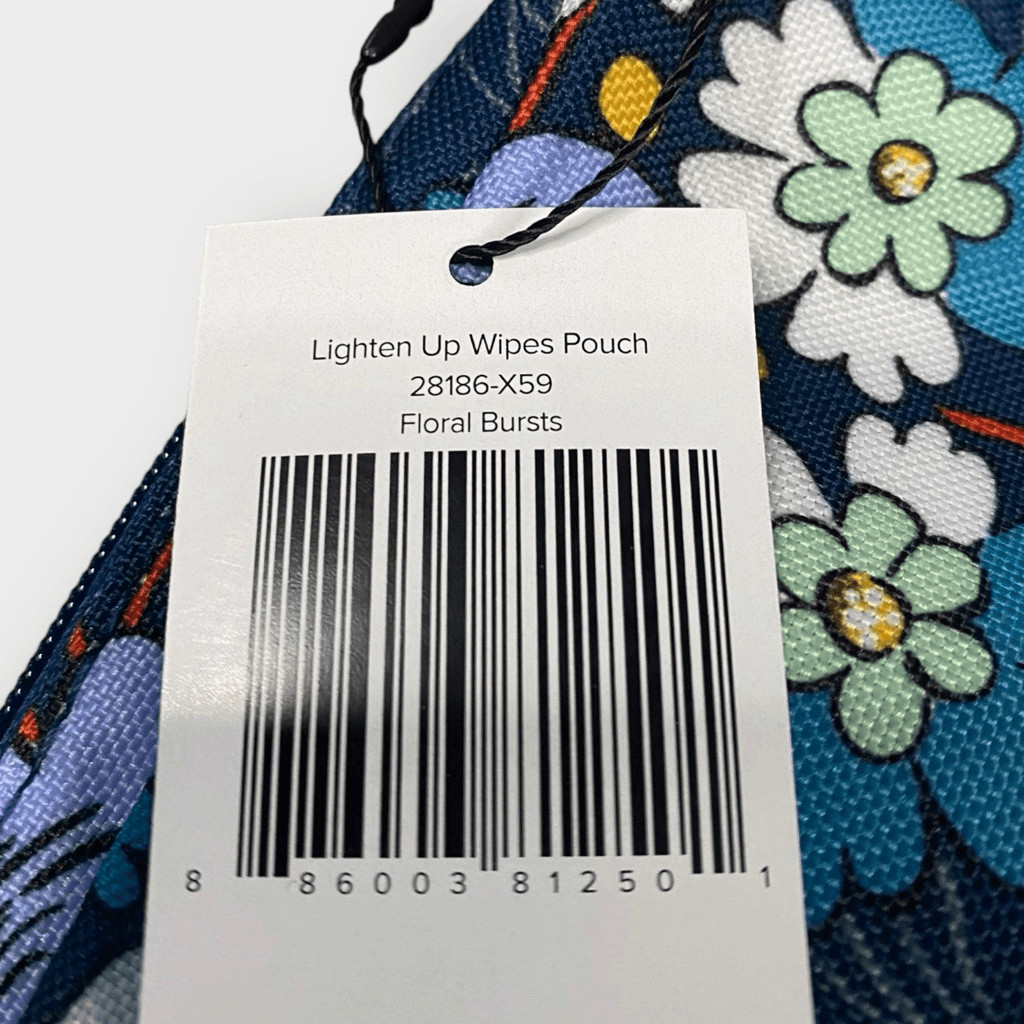 Lighten Up Wipes Pouch
28186-X59
Floral Bursts
8 86003 81250 1